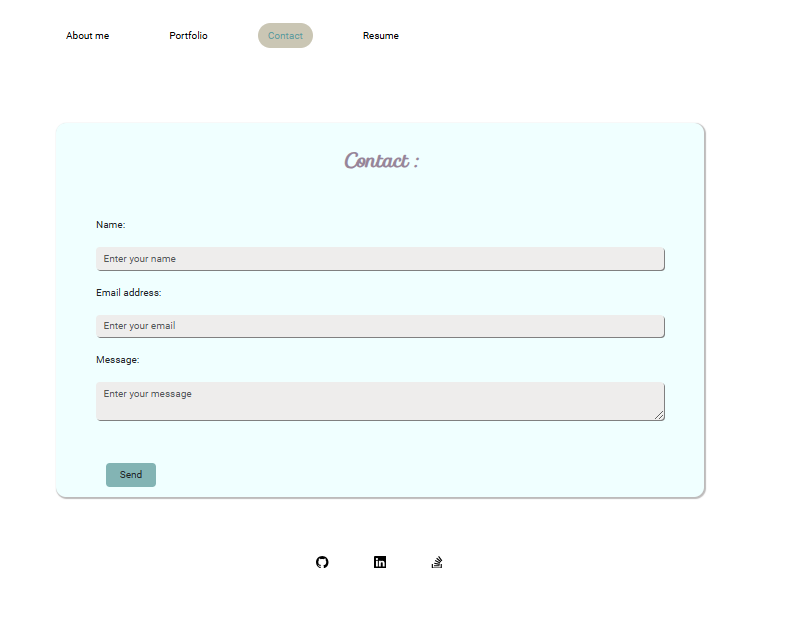 About me Portfolio Contact Resume
Contact :
Name:
Enter your name
Email address:
Enter your email
Message:
Enter your message
Send
in